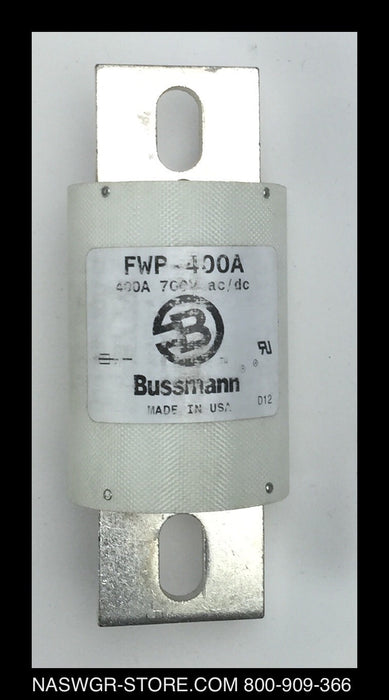 FWP-400A
400A 700V ac/dc
Bussmann
MADE IN USA
D12
C
NASWGR-STORE.COM 800-909-366